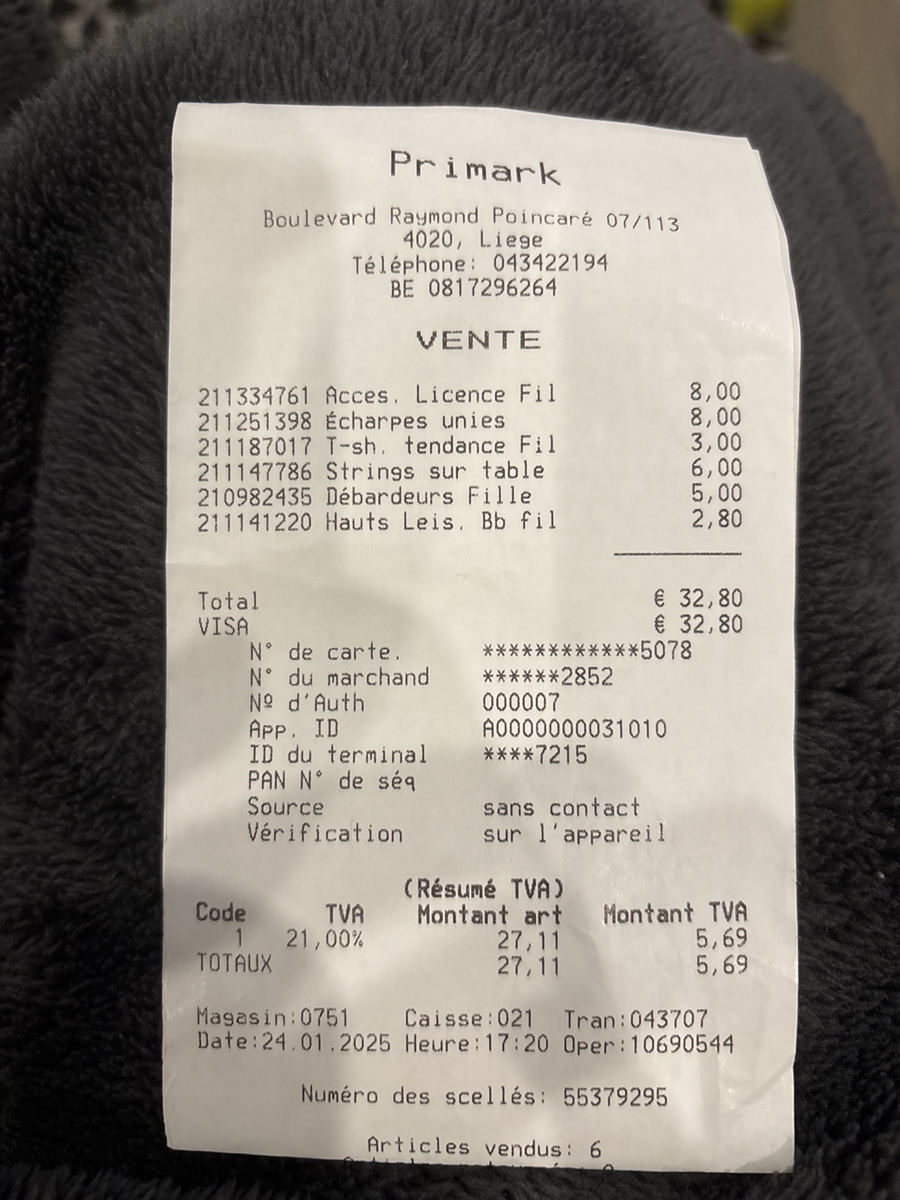 Primark
Boulevard Raymond Poincaré 07/113
4020, Liege
Téléphone: 043422194
BE 0817296264
VENTE
211334761 Acces. Licence Fil 8,00
211251398 Écharpes unies 8,00
211187017 T-sh. tendance Fil 3,00
211147786 Strings sur table 6,00
210982435 Débardeurs Fille 5,00
211141220 Hauts Leis. Bb fil 2,80
Total € 32,80
VISA € 32,80
N° de carte. ************5078
N° du marchand ******2852
Nº d'Auth 000007
App. ID A0000000031010
ID du terminal ****7215
PAN N° de séq
Source sans contact
Vérification sur l'appareil
(Résumé TVA)
Code TVA Montant art Montant TVA
1 21,00% 27,11 5,69
TOTAUX 27,11 5,69
Magasin:0751 Caisse:021 Tran:043707
Date:24.01.2025 Heure:17:20 Oper:10690544
Numéro des scellés: 55379295
Articles vendus: 6